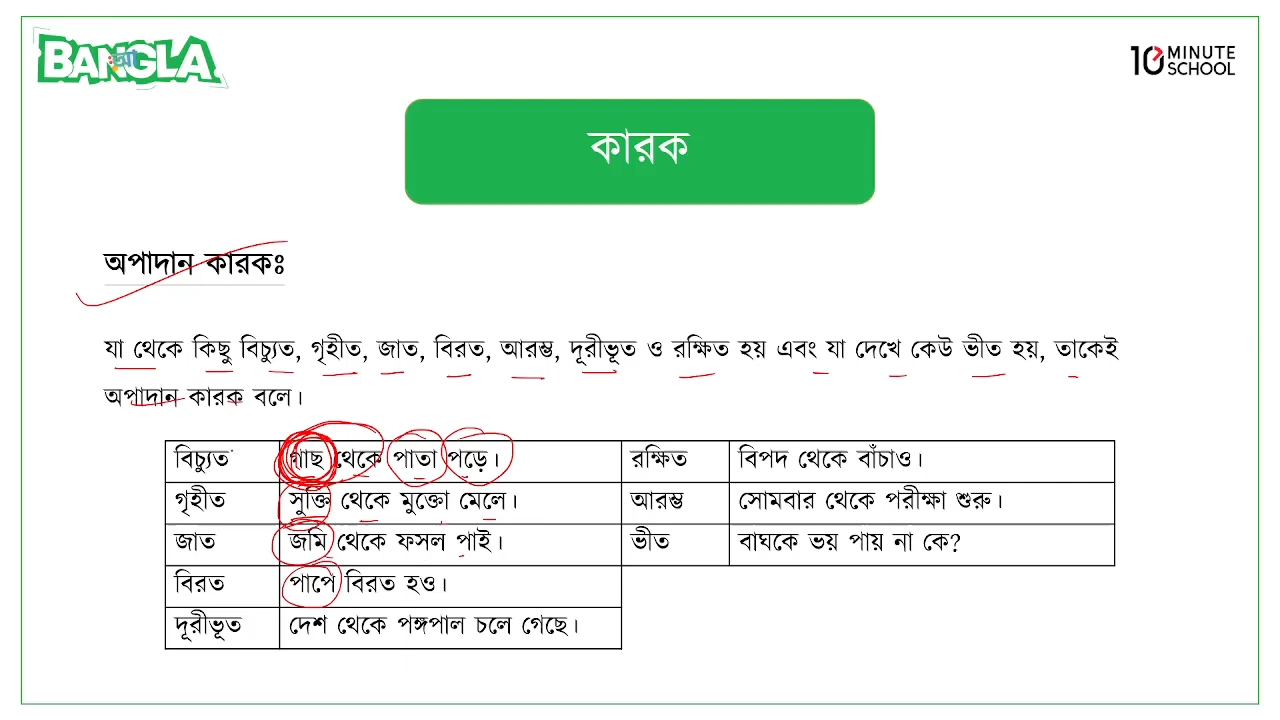 BANGLA
10 MINUTE SCHOOL
কারক
অপাদান কারকঃ
যা থেকে কিছু বিচ্যুত, গৃহীত, জাত, বিরত, আরম্ভ, দূরীভূত ও রক্ষিত হয় এবং যা দেখে কেউ ভীত হয়, তাকেই
অপাদান কারক বলে।
বিচ্যুত গাছ থেকে পাতা পড়ে। রক্ষিত বিপদ থেকে বাঁচাও।
গৃহীত সুক্তি থেকে মুক্তো মেলে। আরম্ভ সোমবার থেকে পরীক্ষা শুরু।
জাত জমি থেকে ফসল পাই। ভীত বাঘকে ভয় পায় না কে?
বিরত পাপে বিরত হও।
দূরীভূত দেশ থেকে পঙ্গপাল চলে গেছে।